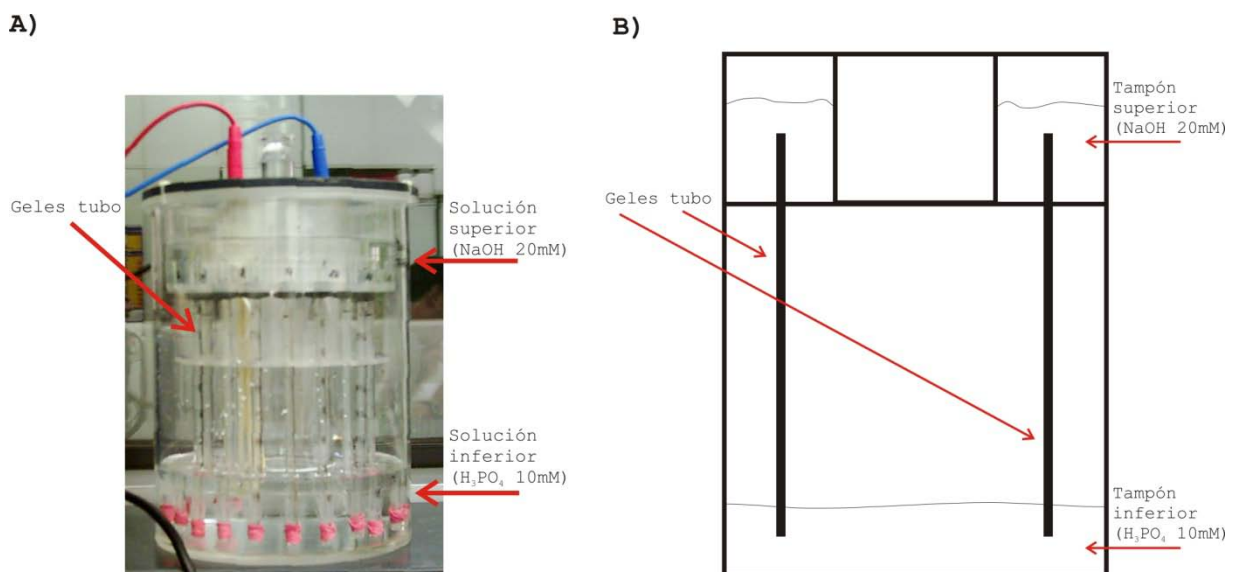 A)
Geles tubo
Solución
superior
(NaOH 20mM)
Solución
inferior
(H₃PO₄ 10mM)
B)
Tampón
superior
(NaOH 20mM)
Geles tubo
Tampón
inferior
(H₃PO₄ 10mM)